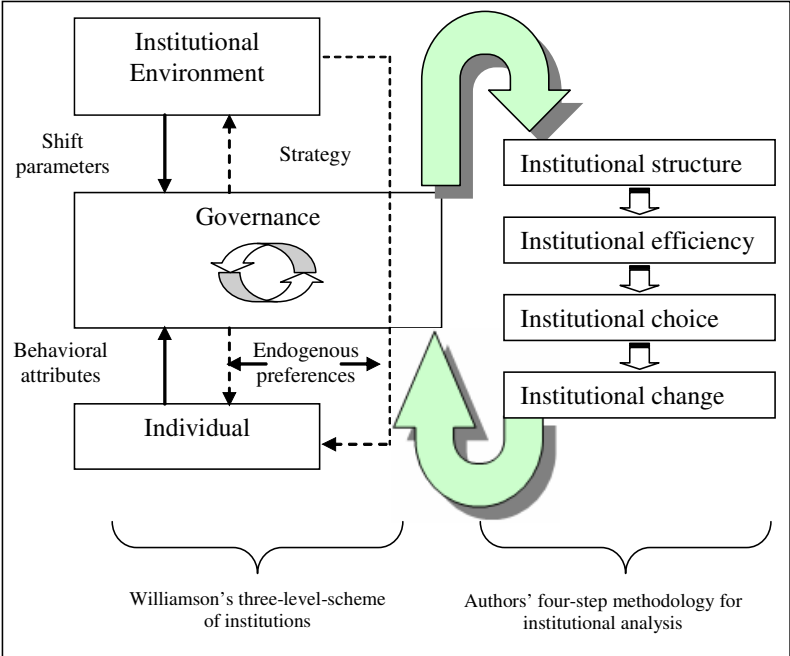 Institutional
Environment
Shift
parameters
Strategy
Governance
Behavioral
attributes
Endogenous
preferences
Individual
Institutional structure
Institutional efficiency
Institutional choice
Institutional change
Williamson's three-level-scheme
of institutions
Authors' four-step methodology for
institutional analysis